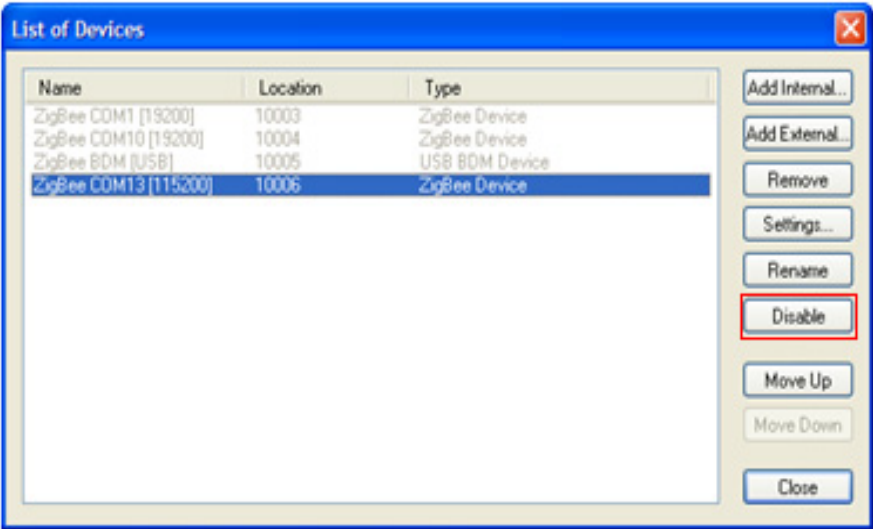 List of Devices
Name Location Type
ZigBee COM1 [19200] 10003 ZigBee Device
ZigBee COM10 [19200] 10004 ZigBee Device
ZigBee BDM [USB] 10005 USB BDM Device
ZigBee COM13 [115200] 10006 ZigBee Device
Add Internal...
Add External...
Remove
Settings...
Rename
Disable
Move Up
Move Down
Close